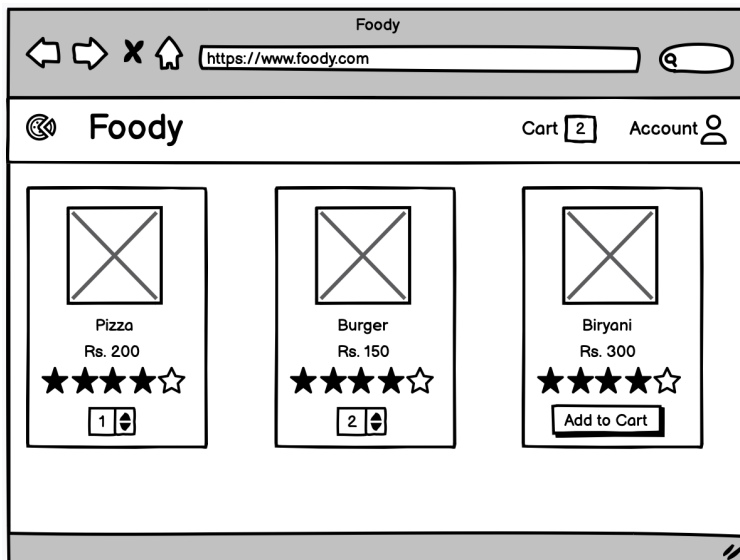 Foody
https://www.foody.com
Foody
Cart 2 Account
Pizza
Rs. 200
1
Burger
Rs. 150
2
Biryani
Rs. 300
Add to Cart